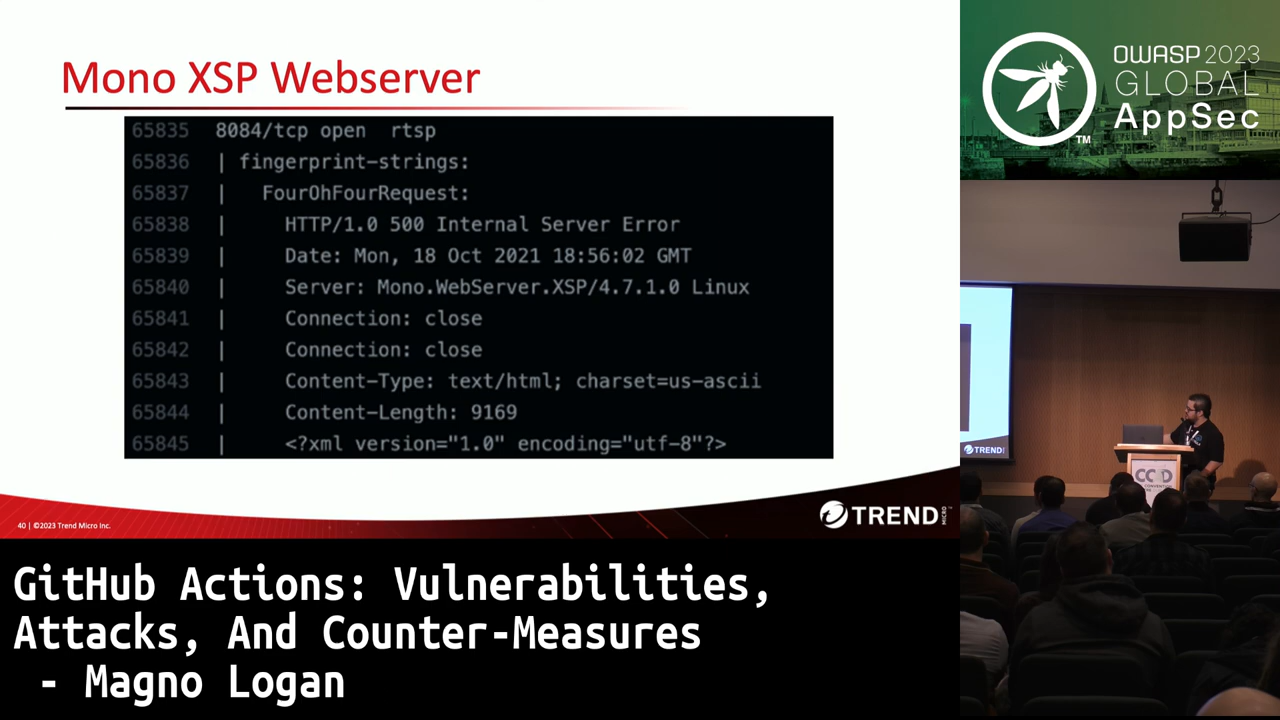 Mono XSP Webserver
65835 8084/tcp open rtsp
65836 | fingerprint-strings:
65837 | FourOhFourRequest:
65838 | HTTP/1.0 500 Internal Server Error
65839 | Date: Mon, 18 Oct 2021 18:56:02 GMT
65840 | Server: Mono.WebServer.XSP/4.7.1.0 Linux
65841 | Connection: close
65842 | Connection: close
65843 | Content-Type: text/html; charset=us-ascii
65844 | Content-Length: 9169
65845 | <?xml version="1.0" encoding="utf-8"?>
40 | ©2023 Trend Micro Inc.
TREND MICRO
GitHub Actions: Vulnerabilities,
Attacks, And Counter-Measures
- Magno Logan
OWASP 2023
GLOBAL
AppSec
TM
TREND
CONVENTION